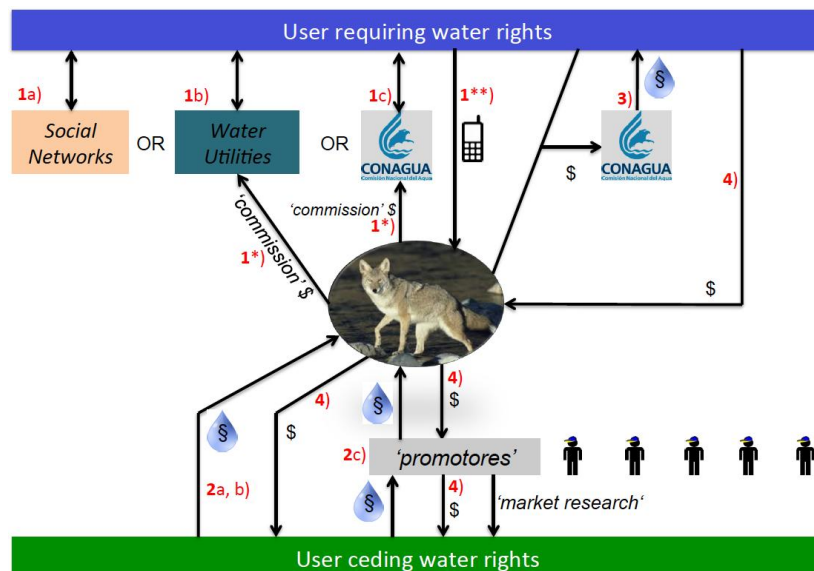 User requiring water rights
1a)
1b)
1c)
1**)
3)
§
Social
Networks
OR
Water
Utilities
OR
CONAGUA
Comisión Nacional del Agua
$
CONAGUA
Comisión Nacional del Agua
4)
'commission' $
1*)
'commission' $
1*)
$
4)
§
$
§
4)
$
2c)
'promotores'
2a, b)
§
4)
$
'market research'
User ceding water rights